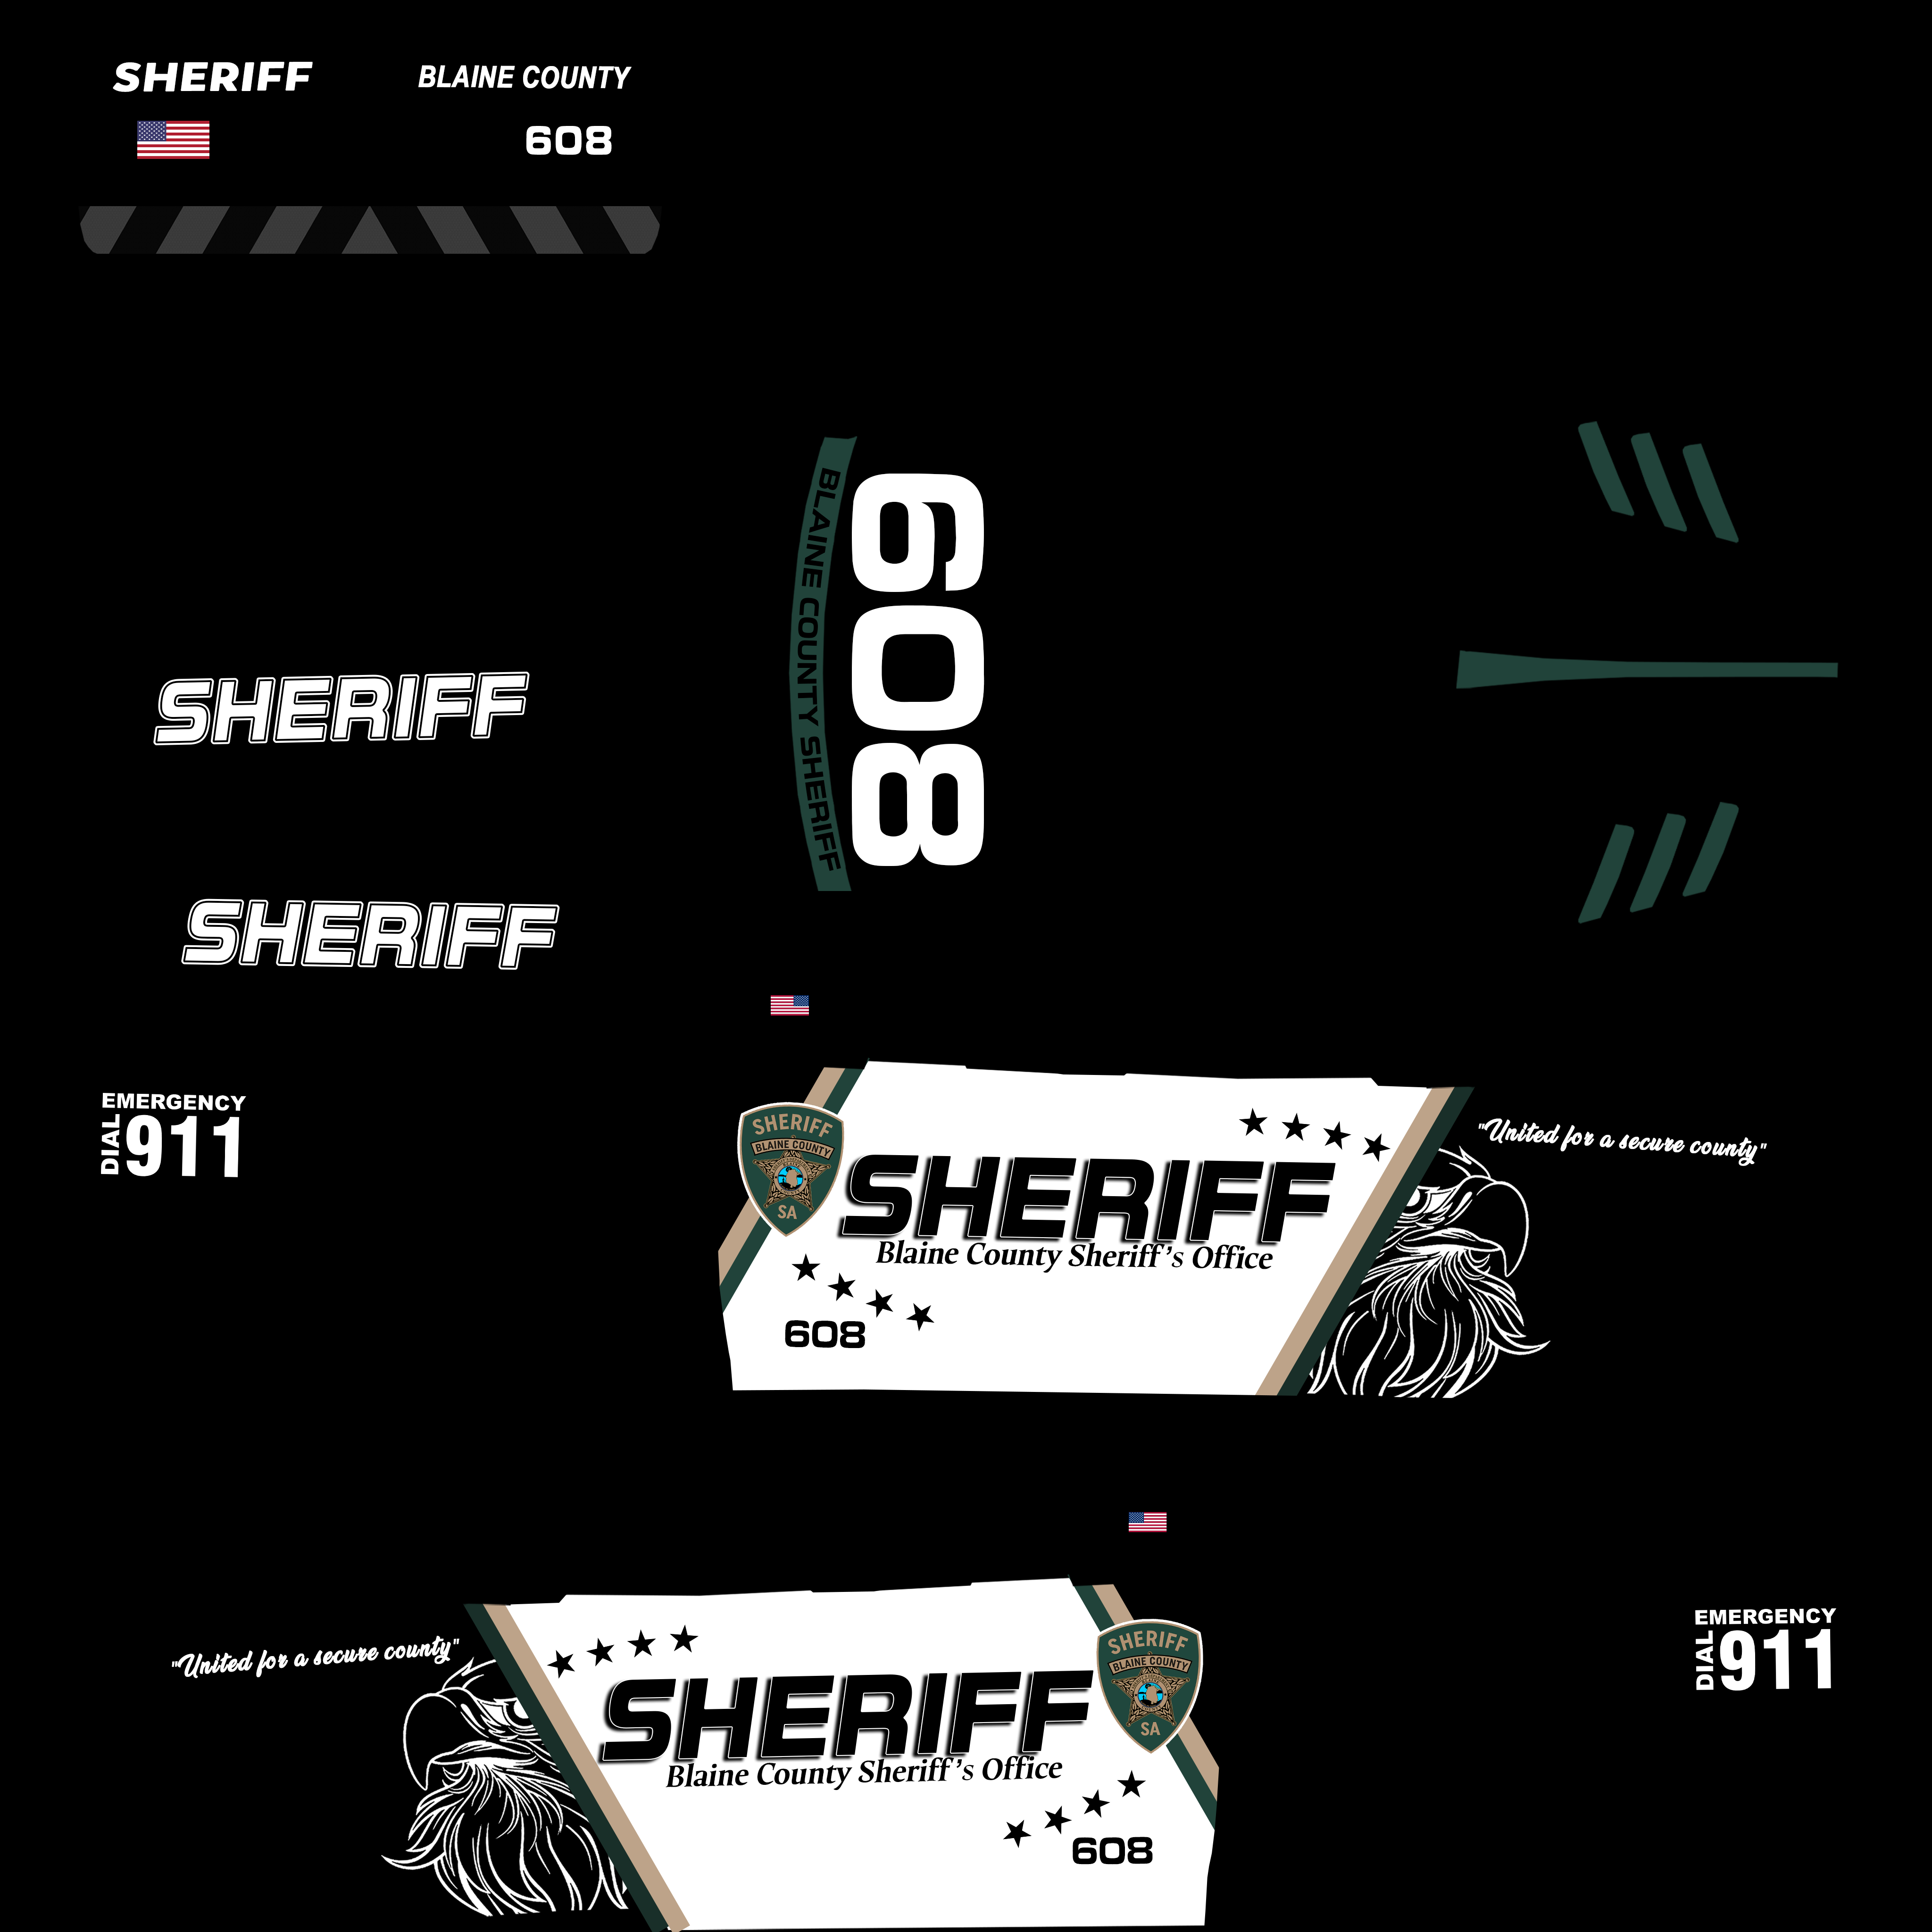 SHERIFF
BLAINE COUNTY
608
BLAINE COUNTY SHERIFF
608
SHERIFF
SHERIFF
EMERGENCY
DIAL
911
SHERIFF
BLAINE COUNTY
SA
SHERIFF
Blaine County Sheriff's Office
608
"United for a secure county"
"United for a secure county"
SHERIFF
Blaine County Sheriff's Office
608
SHERIFF
BLAINE COUNTY
SA
EMERGENCY
DIAL
911